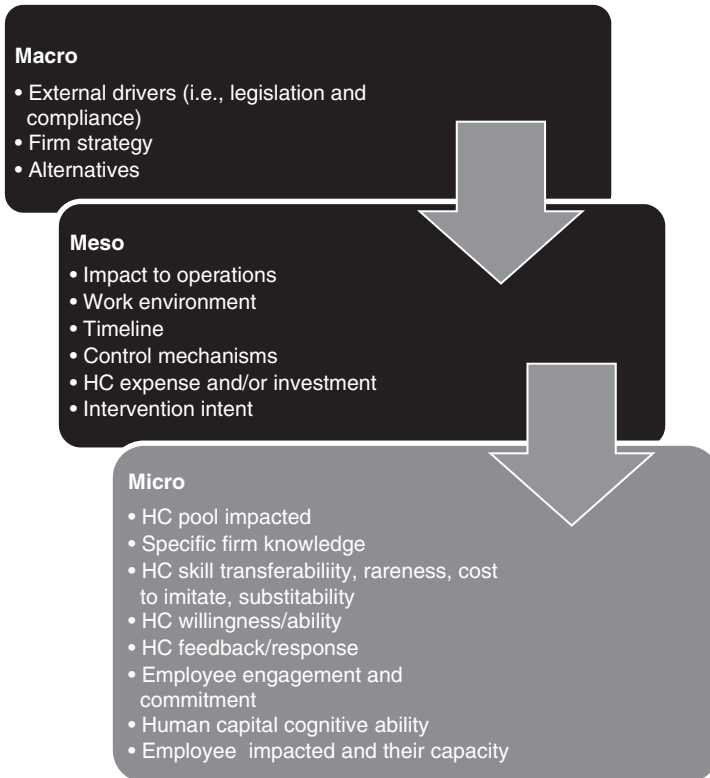 Macro
• External drivers (i.e., legislation and
compliance)
• Firm strategy
• Alternatives
Meso
• Impact to operations
• Work environment
• Timeline
• Control mechanisms
• HC expense and/or investment
• Intervention intent
Micro
• HC pool impacted
• Specific firm knowledge
• HC skill transferabiliity, rareness, cost
to imitate, substitability
• HC willingness/ability
• HC feedback/response
• Employee engagement and
commitment
• Human capital cognitive ability
• Employee  impacted and their capacity